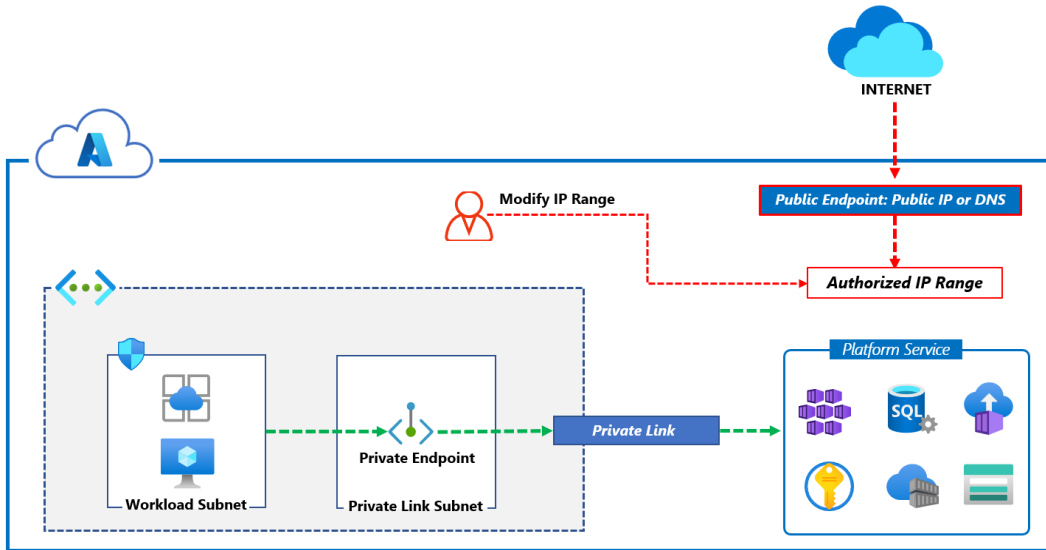 INTERNET
Modify IP Range
Public Endpoint: Public IP or DNS
Authorized IP Range
Platform Service
SQL
Private Link
Private Endpoint
Workload Subnet
Private Link Subnet